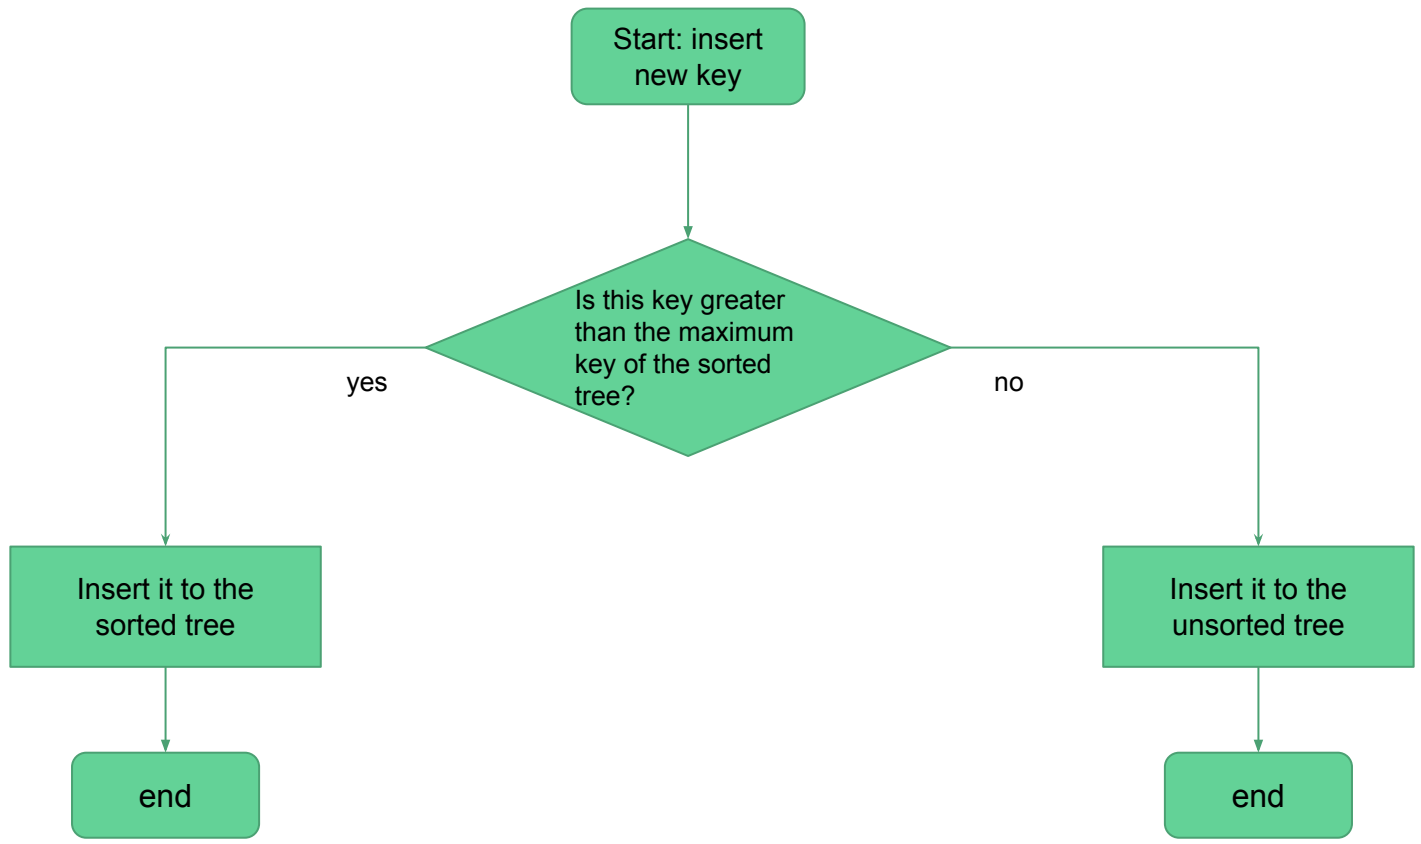 Start: insert
new key
Is this key greater
than the maximum
key of the sorted
tree?
yes
no
Insert it to the
sorted tree
Insert it to the
unsorted tree
end
end